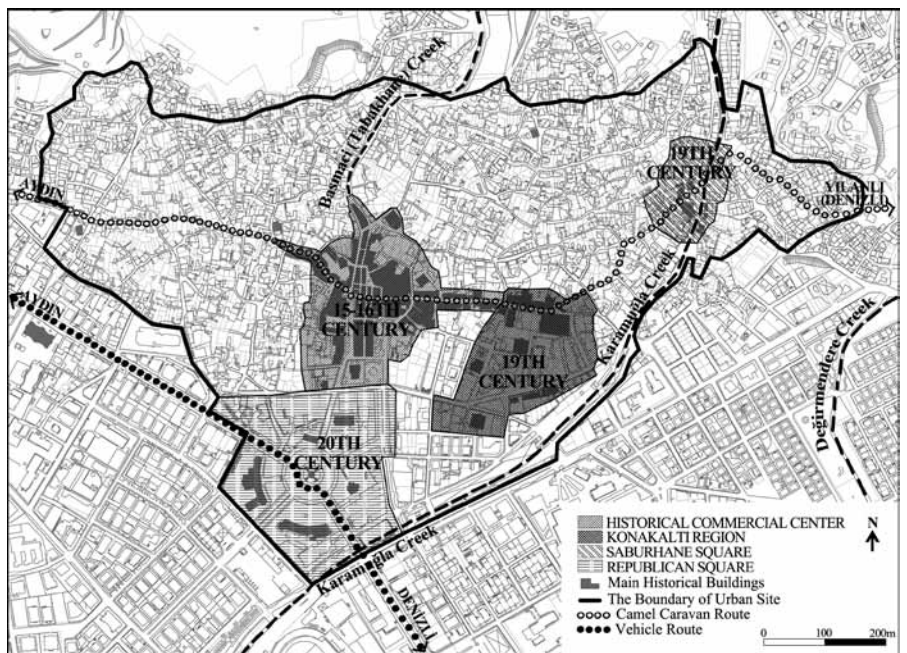 Basmacı (Tabakhane) Creek
19TH
CENTURY
AYDIN
YILANLI
(DENIZLI)
AYDIN
15-16TH
CENTURY
Karamugla Creek
19TH
CENTURY
Degirmendere Creek
20TH
CENTURY
Karamugla Creek
DENIZLI
HISTORICAL COMMERCIAL CENTER
KONAKALTI REGION
SABURHANE SQUARE
REPUBLICAN SQUARE
Main Historical Buildings
The Boundary of Urban Site
Camel Caravan Route
Vehicle Route
N
0 100 200m